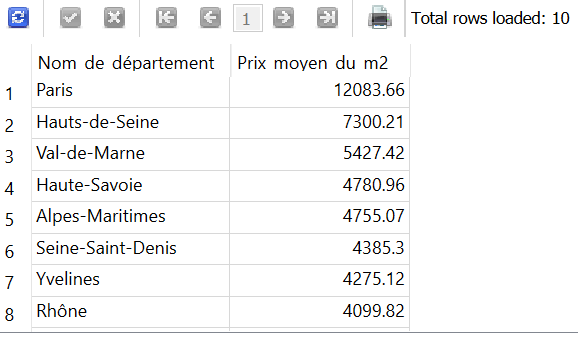 1 Total rows loaded: 10
Nom de département Prix moyen du m2
1 Paris 12083.66
2 Hauts-de-Seine 7300.21
3 Val-de-Marne 5427.42
4 Haute-Savoie 4780.96
5 Alpes-Maritimes 4755.07
6 Seine-Saint-Denis 4385.3
7 Yvelines 4275.12
8 Rhône 4099.82